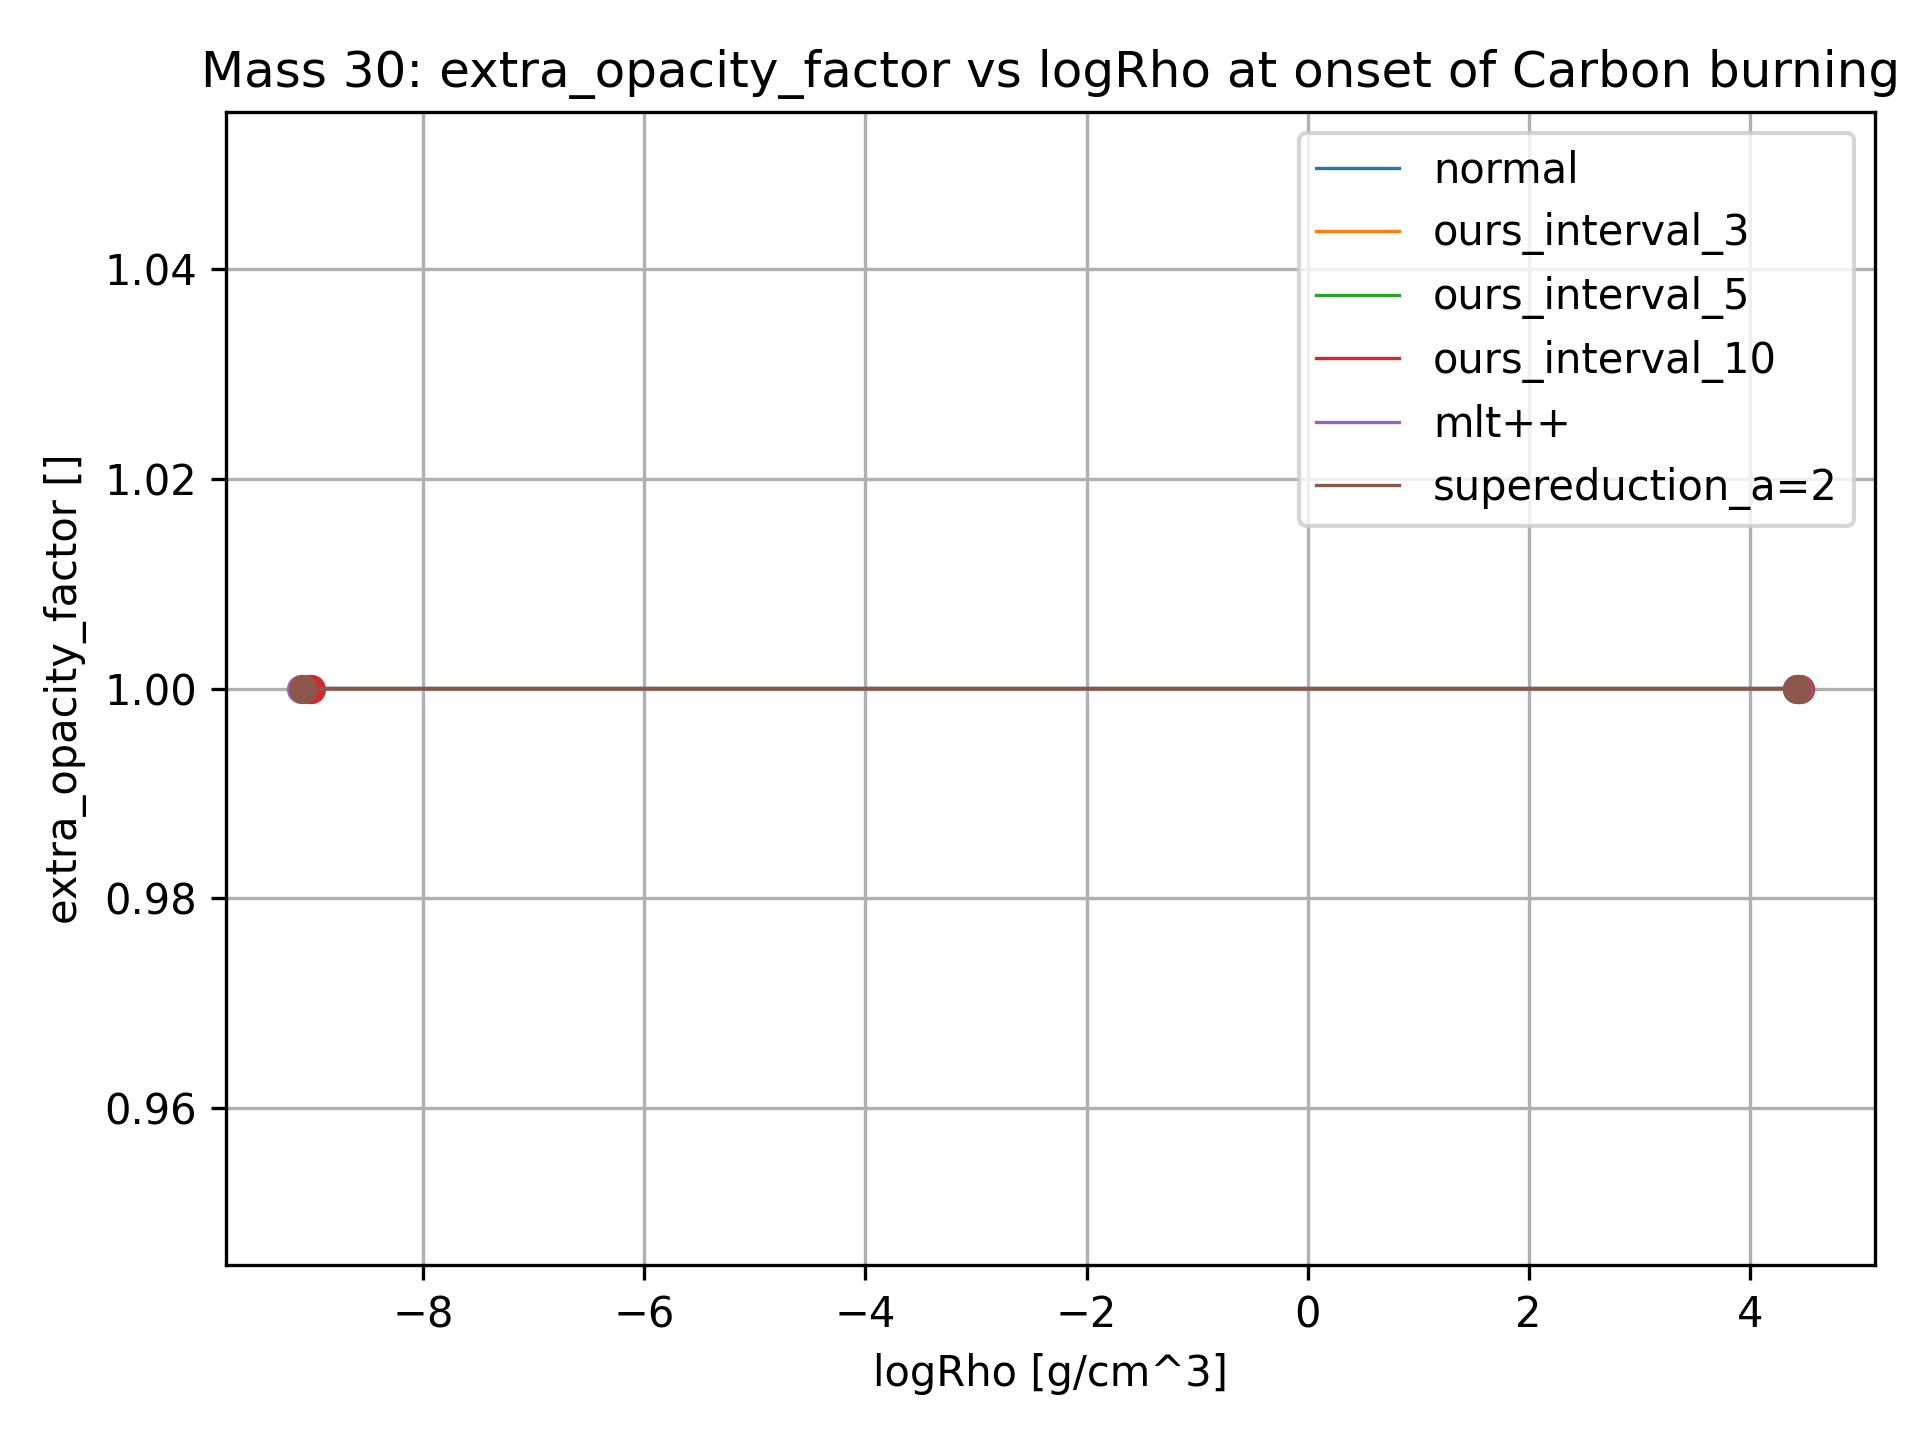 Mass 30: extra_opacity_factor vs logRho at onset of Carbon burning
normal
ours_interval_3
ours_interval_5
ours_interval_10
mlt++
supereduction_a=2
extra_opacity_factor []
1.04
1.02
1.00
0.98
0.96
−8 −6 −4 −2 0 2 4
logRho [g/cm^3]